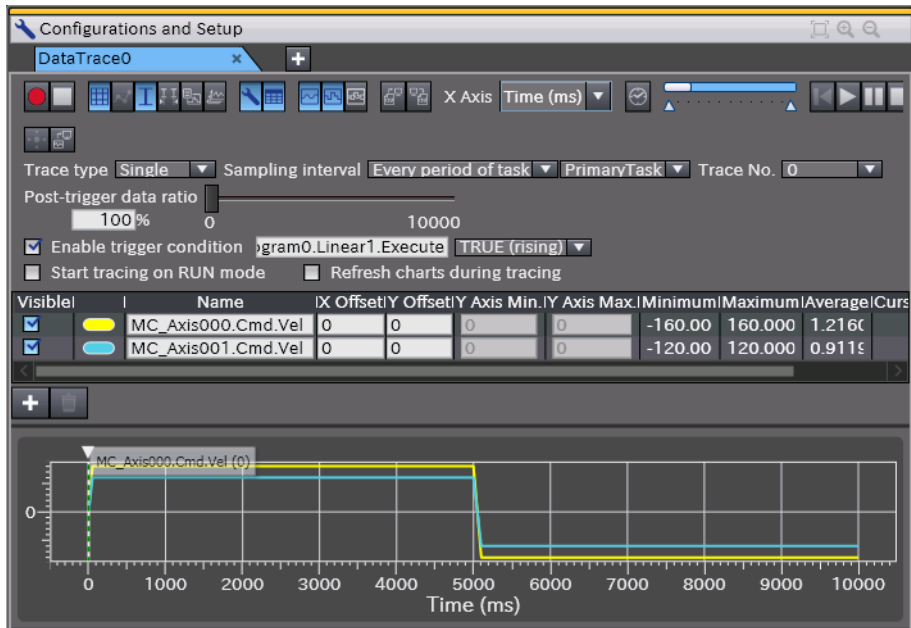 Configurations and Setup
DataTrace0 × +
X Axis Time (ms)
Trace type Single Sampling interval Every period of task PrimaryTask Trace No. 0
Post-trigger data ratio
100 % 0 10000
Enable trigger condition ogram0.Linear1.Execute TRUE (rising)
Start tracing on RUN mode Refresh charts during tracing
Visible Name X Offset Y Offset Y Axis Min. Y Axis Max. Minimum Maximum Average Curs
MC_Axis000.Cmd.Vel 0 0 0 0 -160.00 160.000 1.2160
MC_Axis001.Cmd.Vel 0 0 0 0 -120.00 120.000 0.9119
+
MC_Axis000.Cmd.Vel (0)
0
0 1000 2000 3000 4000 5000 6000 7000 8000 9000 10000
Time (ms)